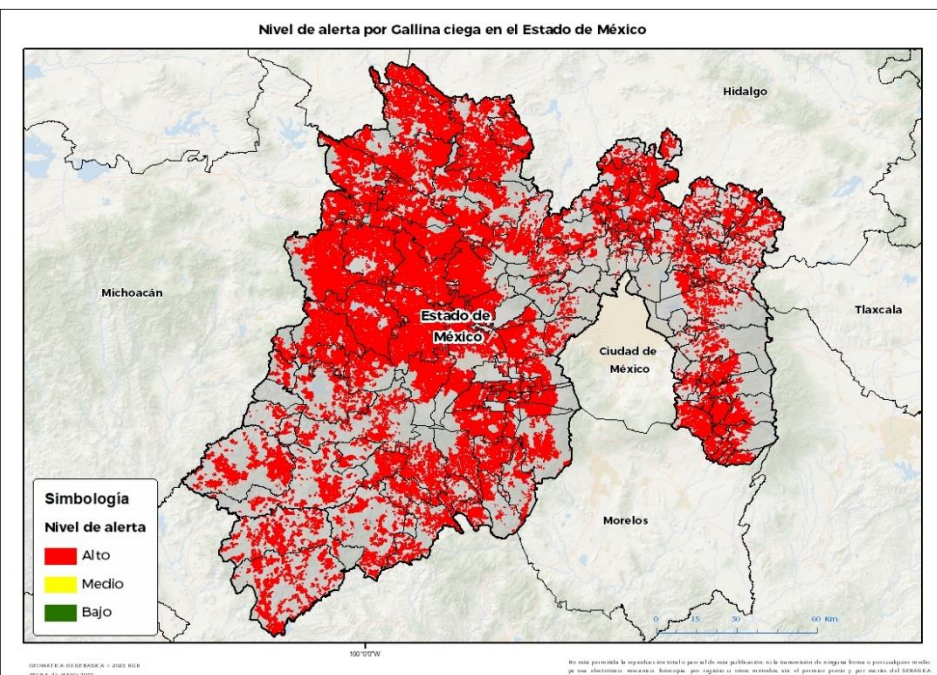 Nivel de alerta por Gallina ciega en el Estado de México
Hidalgo
Michoacán
Tlaxcala
Estado de
México
Ciudad de
México
Morelos
Simbología
Nivel de alerta
Alto
Medio
Bajo
0 15 30 60 Km
100°0'0"W